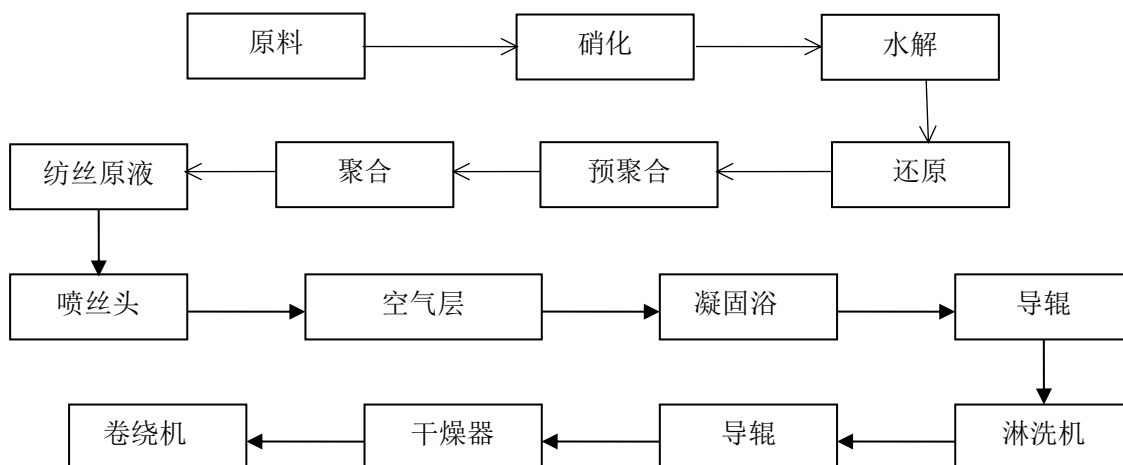 原料
硝化
水解
纺丝原液
聚合
预聚合
还原
喷丝头
空气层
凝固浴
导辊
卷绕机
干燥器
导辊
淋洗机